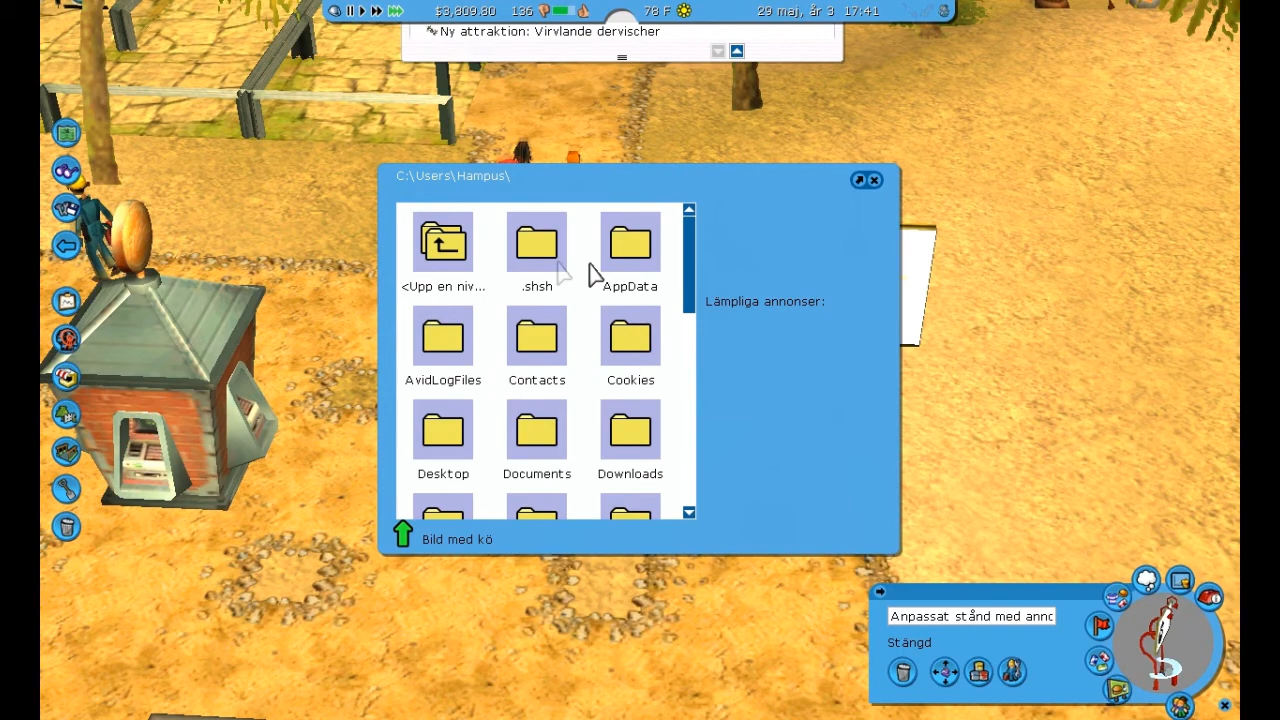 $3,809.80 136 78 F 29 maj, år 3 17:41
Ny attraktion: Virvlande dervischer
C:\Users\Hampus\
<Upp en niv... .shsh AppData
Lämpliga annonser:
AvidLogFiles Contacts Cookies
Desktop Documents Downloads
Bild med kö
Anpassat stånd med anno
Stängd